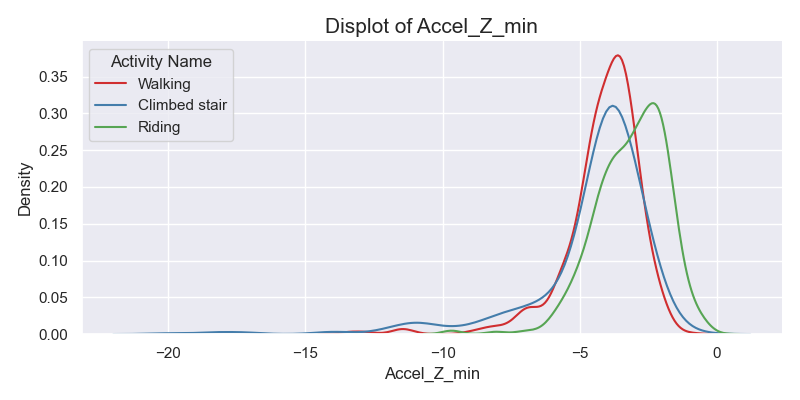 Displot of Accel_Z_min
Activity Name
Walking
Climbed stair
Riding
Density
0.35
0.30
0.25
0.20
0.15
0.10
0.05
0.00
−20
−15
−10
−5
0
Accel_Z_min